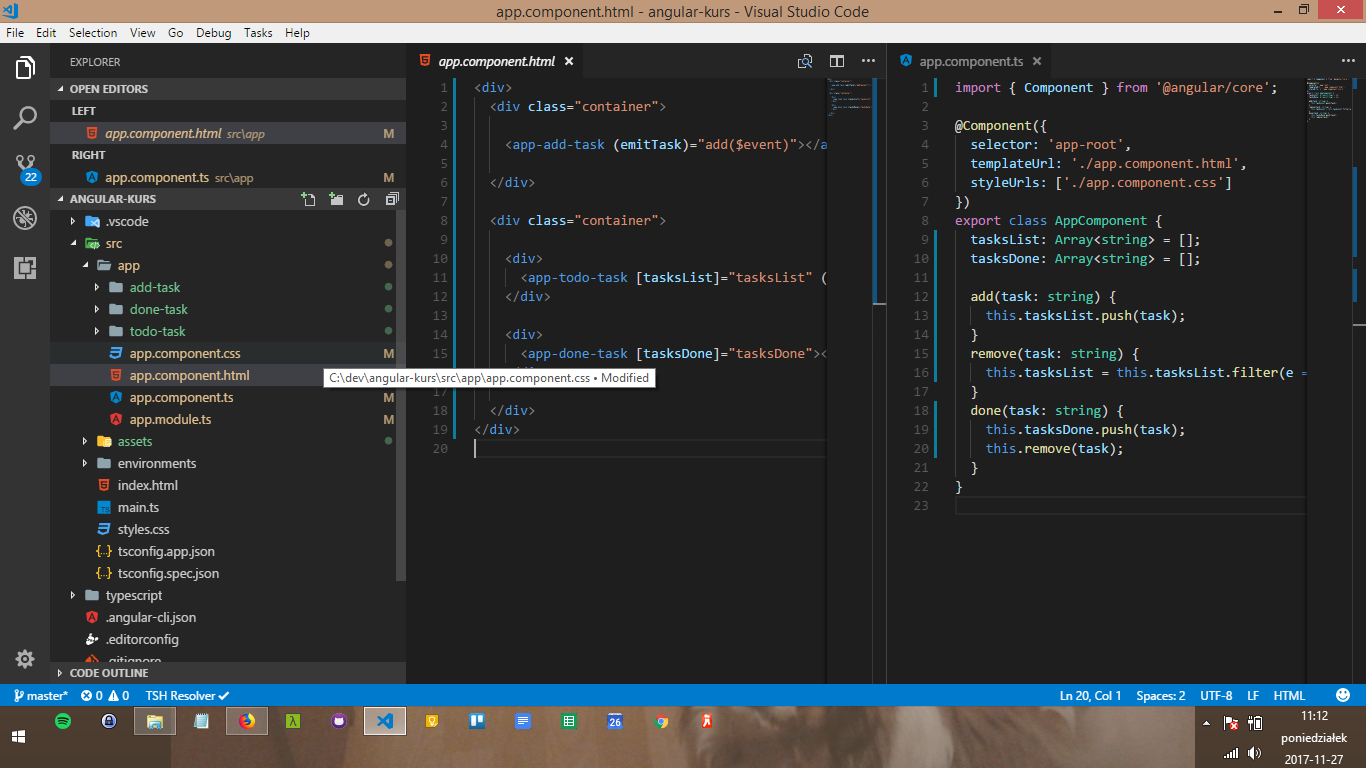 app.component.html - angular-kurs - Visual Studio Code
File Edit Selection View Go Debug Tasks Help
EXPLORER
OPEN EDITORS
LEFT
app.component.html src\app M
RIGHT
app.component.ts src\app M
22
ANGULAR-KURS
.vscode
src
app
add-task
done-task
todo-task
app.component.css M
app.component.html
app.component.ts M
app.module.ts M
assets
environments
index.html
main.ts
styles.css
tsconfig.app.json
tsconfig.spec.json
typescript
.angular-cli.json
.editorconfig
.gitignore
CODE OUTLINE
C:\dev\angular-kurs\src\app\app.component.css • Modified
app.component.html
1 <div>
2 <div class="container">
3
4 <app-add-task (emitTask)="add($event)"></a
5
6 </div>
7
8 <div class="container">
9
10 <div>
11 <app-todo-task [tasksList]="tasksList" (
12 </div>
13
14 <div>
15 <app-done-task [tasksDone]="tasksDone"><
17
18 </div>
19 </div>
20
app.component.ts
1 import { Component } from '@angular/core';
2
3 @Component({
4 selector: 'app-root',
5 templateUrl: './app.component.html',
6 styleUrls: ['./app.component.css']
7 })
8 export class AppComponent {
9 tasksList: Array<string> = [];
10 tasksDone: Array<string> = [];
11
12 add(task: string) {
13 this.tasksList.push(task);
14 }
15 remove(task: string) {
16 this.tasksList = this.tasksList.filter(e =
17 }
18 done(task: string) {
19 this.tasksDone.push(task);
20 this.remove(task);
21 }
22 }
23
master* 0 0 TSH Resolver Ln 20, Col 1 Spaces: 2 UTF-8 LF HTML
26
11:12
poniedziałek
2017-11-27